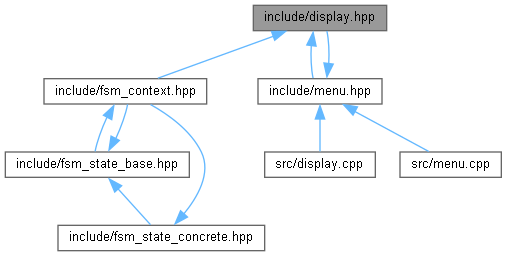 include/display.hpp
include/fsm_context.hpp
include/menu.hpp
include/fsm_state_base.hpp
src/display.cpp
src/menu.cpp
include/fsm_state_concrete.hpp